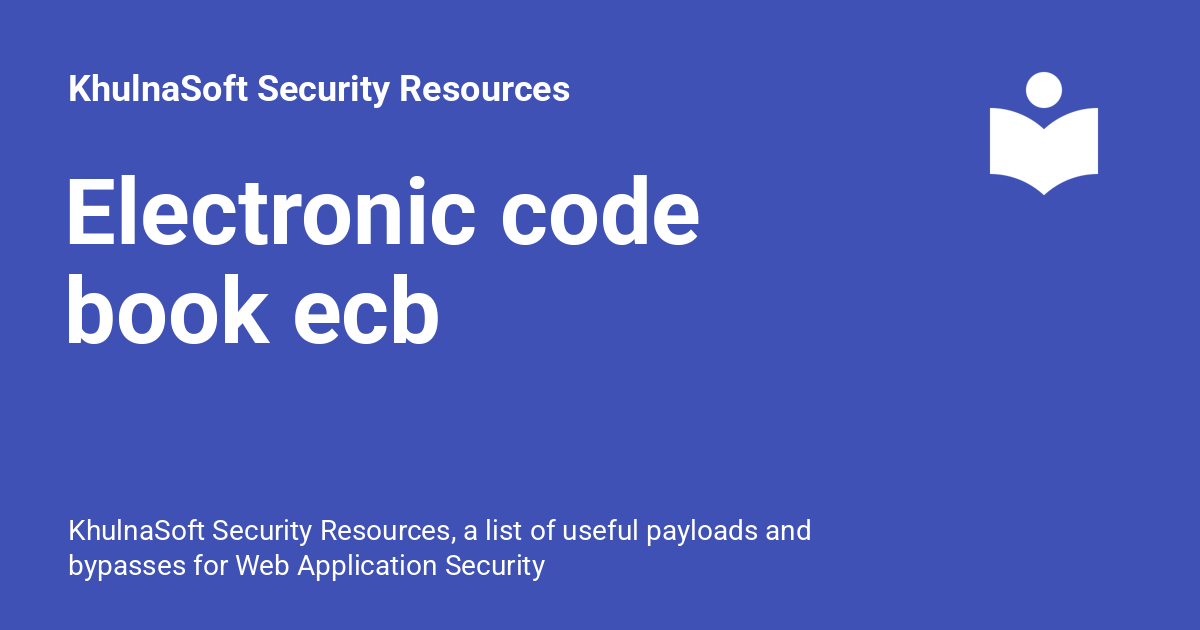 KhulnaSoft Security Resources
Electronic code
book ecb
KhulnaSoft Security Resources, a list of useful payloads and
bypasses for Web Application Security